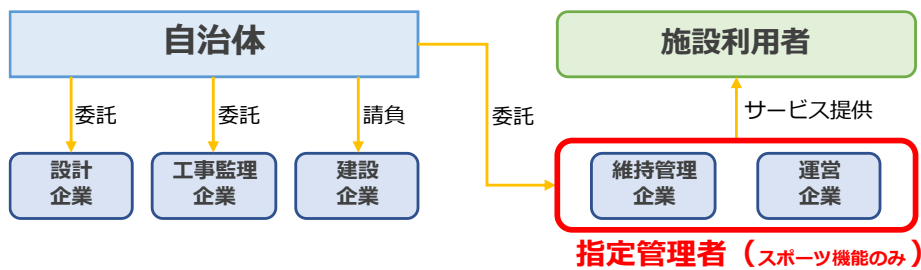 自治体
施設利用者
委託
委託
請負
委託
サービス提供
設計
企業
工事監理
企業
建設
企業
維持管理
企業
運営
企業
指定管理者（スポーツ機能のみ）